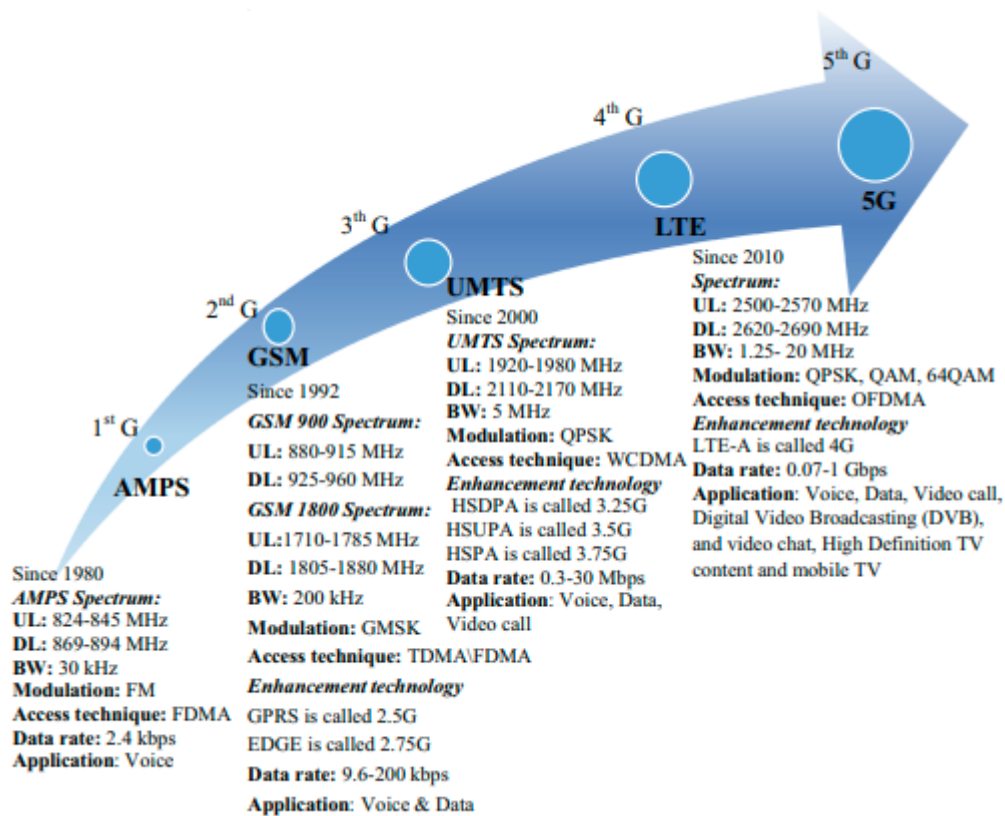 1st G
AMPS
Since 1980
AMPS Spectrum:
UL: 824-845 MHz
DL: 869-894 MHz
BW: 30 kHz
Modulation: FM
Access technique: FDMA
Data rate: 2.4 kbps
Application: Voice
2nd G
GSM
Since 1992
GSM 900 Spectrum:
UL: 880-915 MHz
DL: 925-960 MHz
GSM 1800 Spectrum:
UL:1710-1785 MHz
DL: 1805-1880 MHz
BW: 200 kHz
Modulation: GMSK
Access technique: TDMA\FDMA
Enhancement technology
GPRS is called 2.5G
EDGE is called 2.75G
Data rate: 9.6-200 kbps
Application: Voice & Data
3th G
UMTS
Since 2000
UMTS Spectrum:
UL: 1920-1980 MHz
DL: 2110-2170 MHz
BW: 5 MHz
Modulation: QPSK
Access technique: WCDMA
Enhancement technology
HSDPA is called 3.25G
HSUPA is called 3.5G
HSPA is called 3.75G
Data rate: 0.3-30 Mbps
Application: Voice, Data,
Video call
4th G
LTE
Since 2010
Spectrum:
UL: 2500-2570 MHz
DL: 2620-2690 MHz
BW: 1.25- 20 MHz
Modulation: QPSK, QAM, 64QAM
Access technique: OFDMA
Enhancement technology
LTE-A is called 4G
Data rate: 0.07-1 Gbps
Application: Voice, Data, Video call,
Digital Video Broadcasting (DVB),
and video chat, High Definition TV
content and mobile TV
5th G
5G